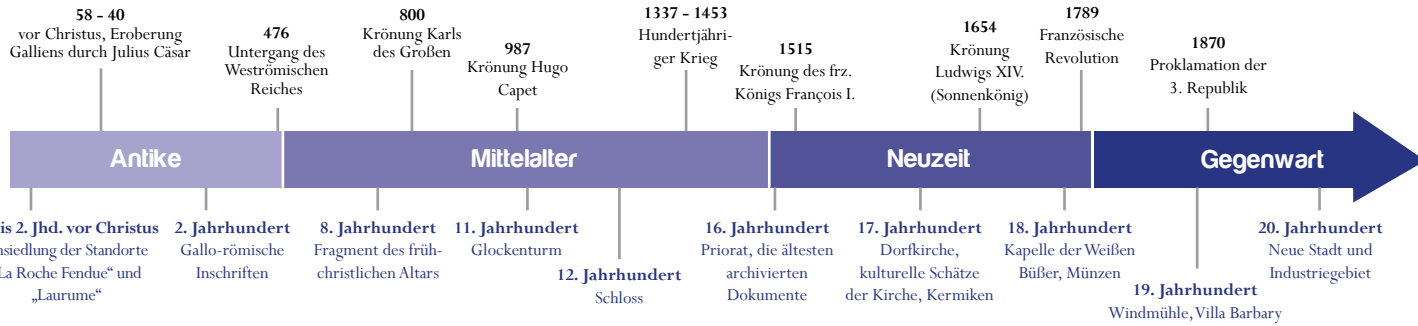 58 - 40
vor Christus, Eroberung
Galliens durch Julius Cäsar
476
Untergang des
Weströmischen
Reiches
800
Krönung Karls
des Großen
987
Krönung Hugo
Capet
1337 - 1453
Hundertjähri-
ger Krieg
1515
Krönung des frz.
Königs François I.
1654
Krönung
Ludwigs XIV.
(Sonnenkönig)
1789
Französische
Revolution
1870
Proklamation der
3. Republik
Antike
Mittelalter
Neuzeit
Gegenwart
is 2. Jhd. vor Christus
nsiedlung der Standorte
La Roche Fendue“ und
„Laurume“
2. Jahrhundert
Gallo-römische
Inschriften
8. Jahrhundert
Fragment des früh-
christlichen Altars
11. Jahrhundert
Glockenturm
12. Jahrhundert
Schloss
16. Jahrhundert
Priorat, die ältesten
archivierten
Dokumente
17. Jahrhundert
Dorfkirche,
kulturelle Schätze
der Kirche, Kermiken
18. Jahrhundert
Kapelle der Weißen
Büßer, Münzen
19. Jahrhundert
Windmühle, Villa Barbary
20. Jahrhundert
Neue Stadt und
Industriegebiet